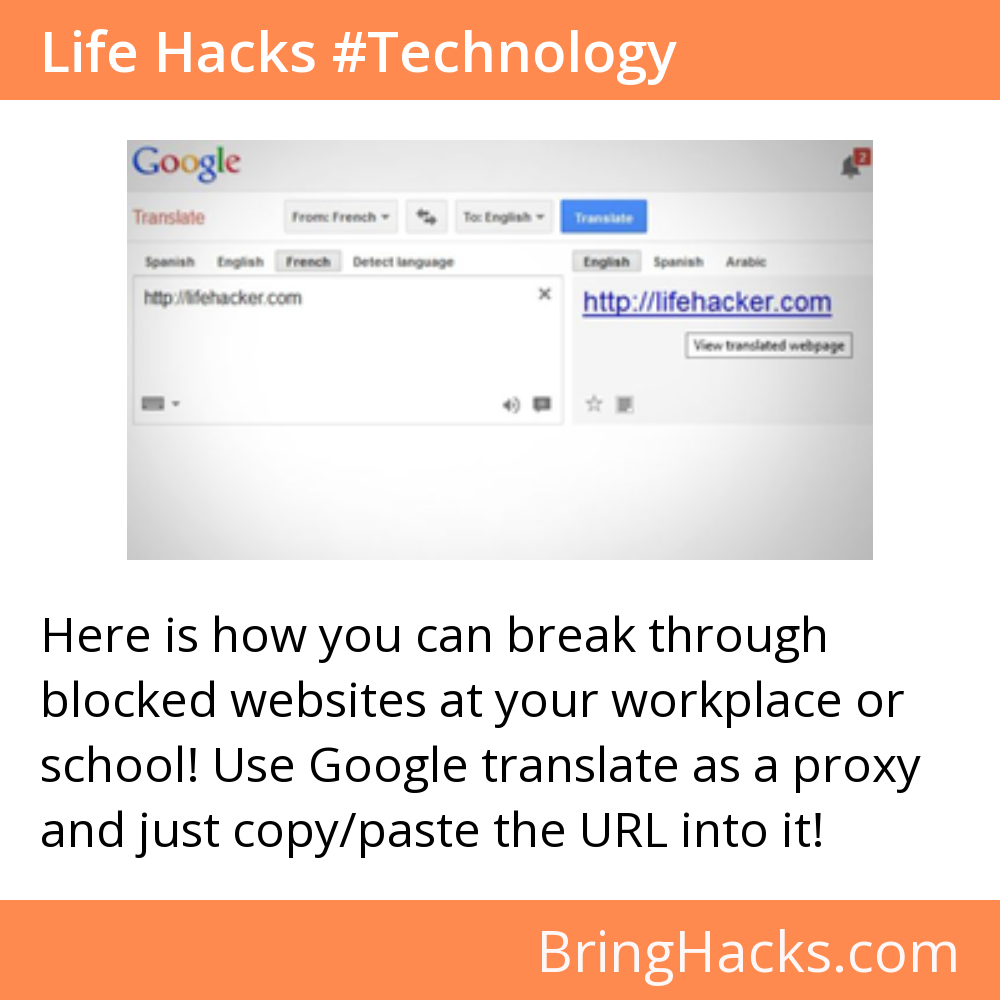 Life Hacks #Technology
Google
2
Translate From: French To: English Translate
Spanish English French Detect language English Spanish Arabic
http://lifehacker.com http://lifehacker.com
View translated webpage
Here is how you can break through
blocked websites at your workplace or
school! Use Google translate as a proxy
and just copy/paste the URL into it!
BringHacks.com